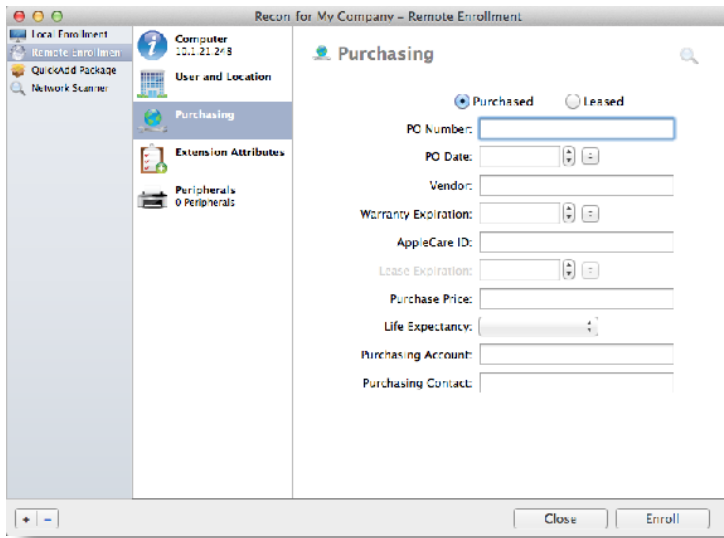 Recon for My Company – Remote Enrollment
Local Enrollment
Remote Enrollmen
QuickAdd Package
Network Scanner
Computer
10.1.21.248
User and Location
Purchasing
Extension Attributes
Peripherals
0 Peripherals
Purchasing
Purchased
Leased
PO Number:
PO Date:
Vendor:
Warranty Expiration:
AppleCare ID:
Lease Expiration:
Purchase Price:
Life Expectancy:
Purchasing Account:
Purchasing Contact:
+ −
Close
Enroll